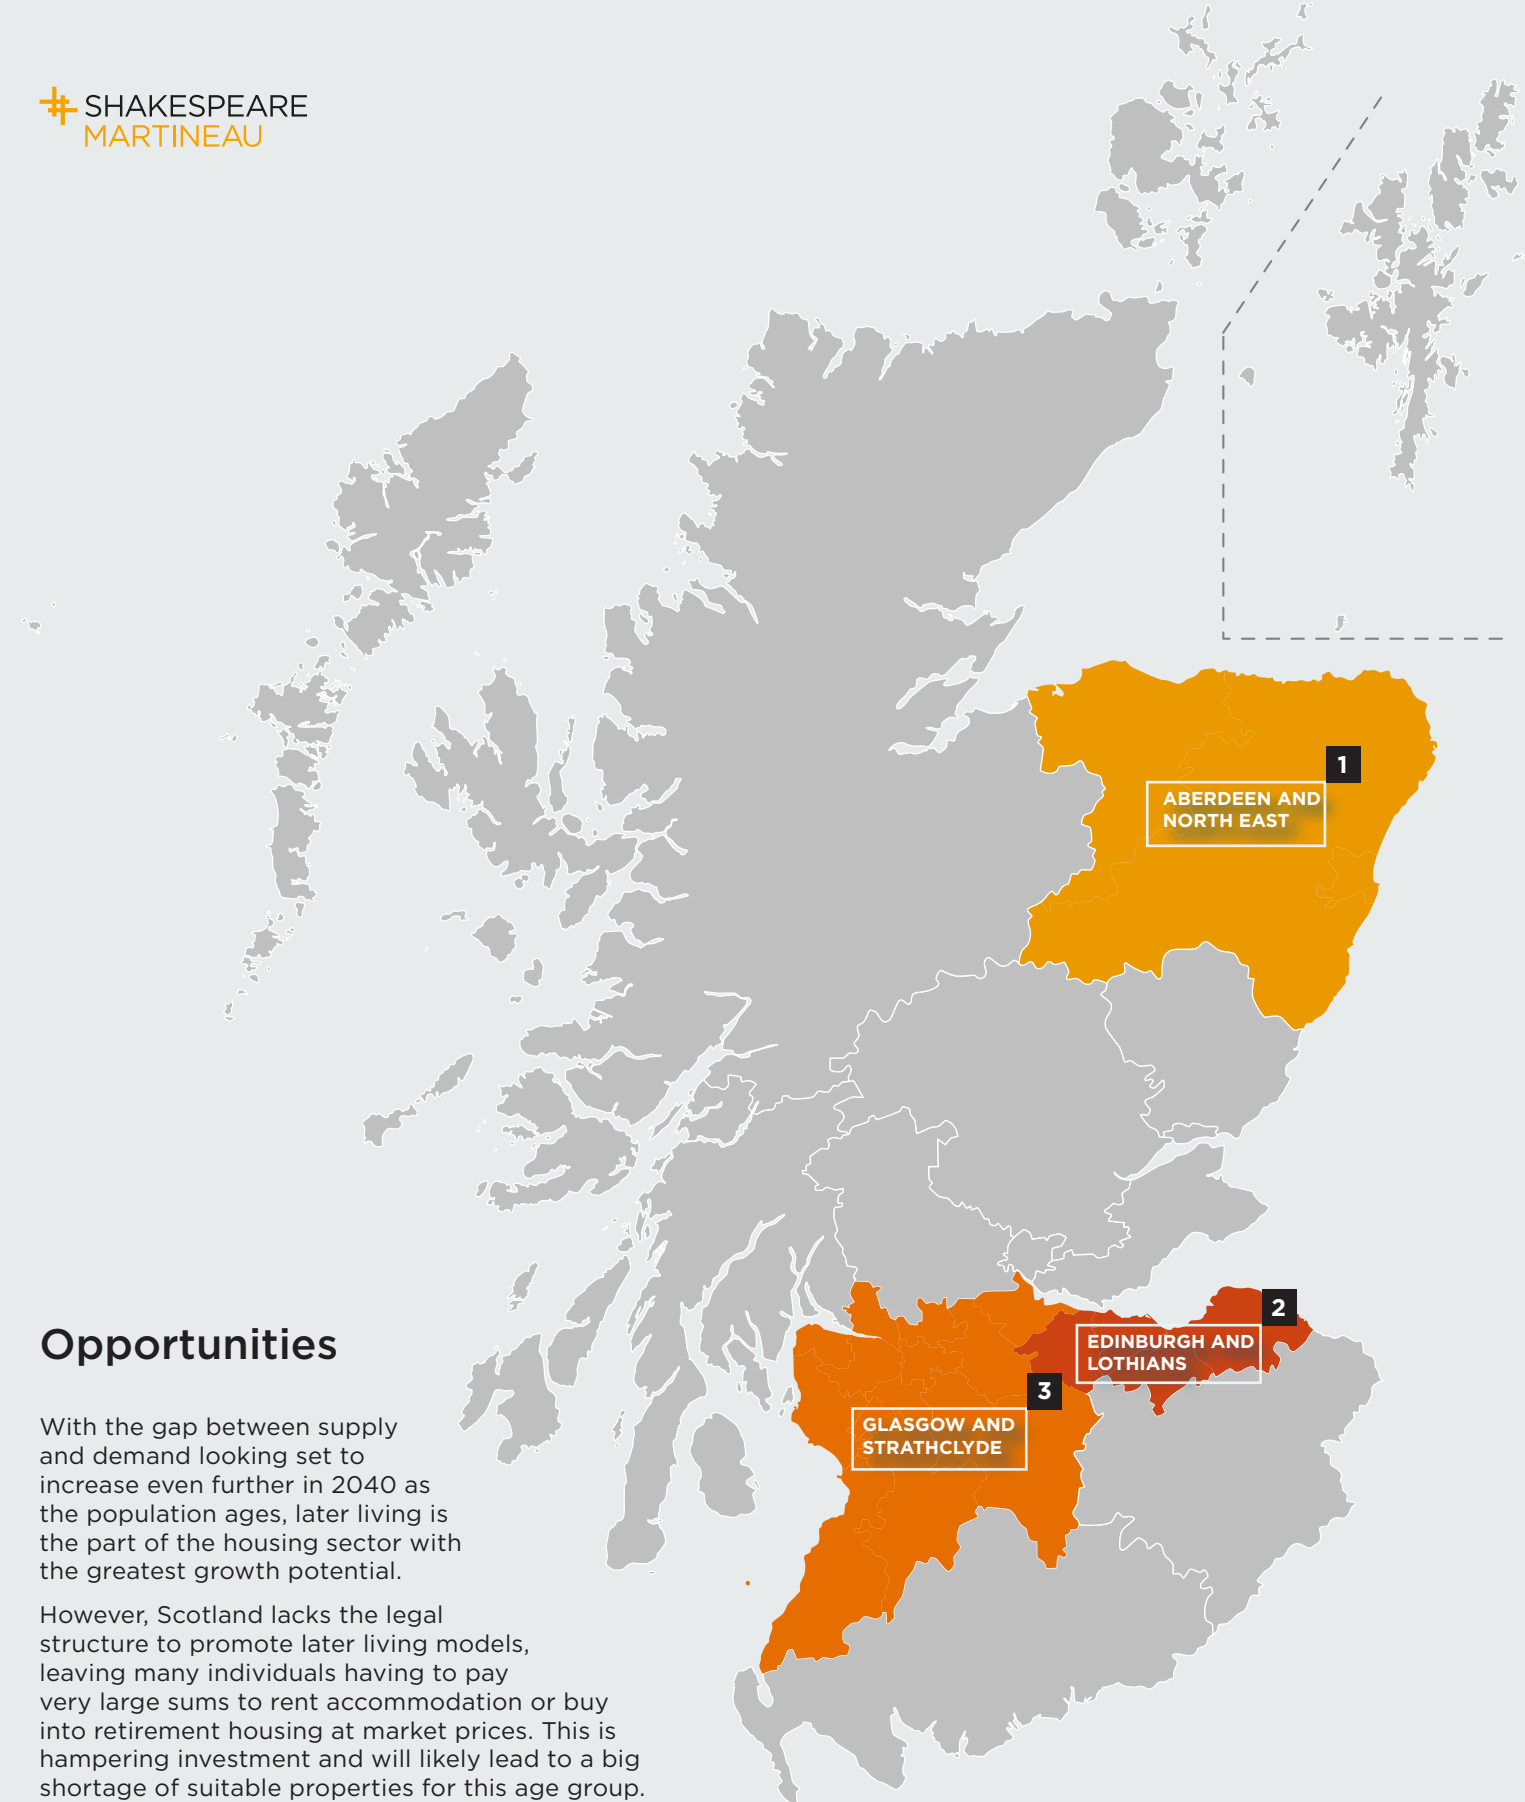 SHAKESPEARE
MARTINEAU
1
ABERDEEN AND
NORTH EAST
2
EDINBURGH AND
LOTHIANS
3
GLASGOW AND
STRATHCLYDE
Opportunities
With the gap between supply
and demand looking set to
increase even further in 2040 as
the population ages, later living is
the part of the housing sector with
the greatest growth potential.
However, Scotland lacks the legal
structure to promote later living models,
leaving many individuals having to pay
very large sums to rent accommodation or buy
into retirement housing at market prices. This is
hampering investment and will likely lead to a big
shortage of suitable properties for this age group.